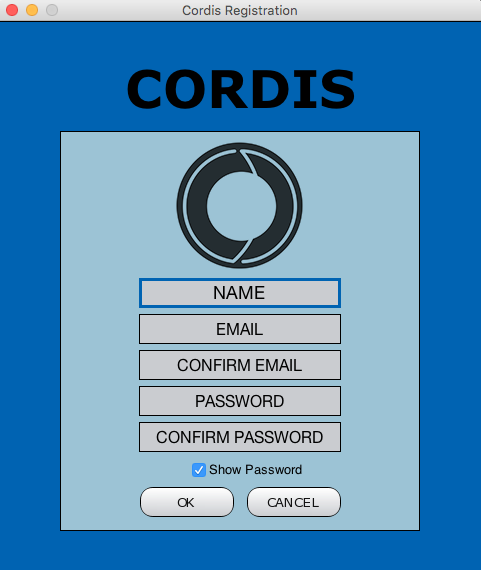 Cordis Registration
CORDIS
NAME
EMAIL
CONFIRM EMAIL
PASSWORD
CONFIRM PASSWORD
Show Password
OK CANCEL